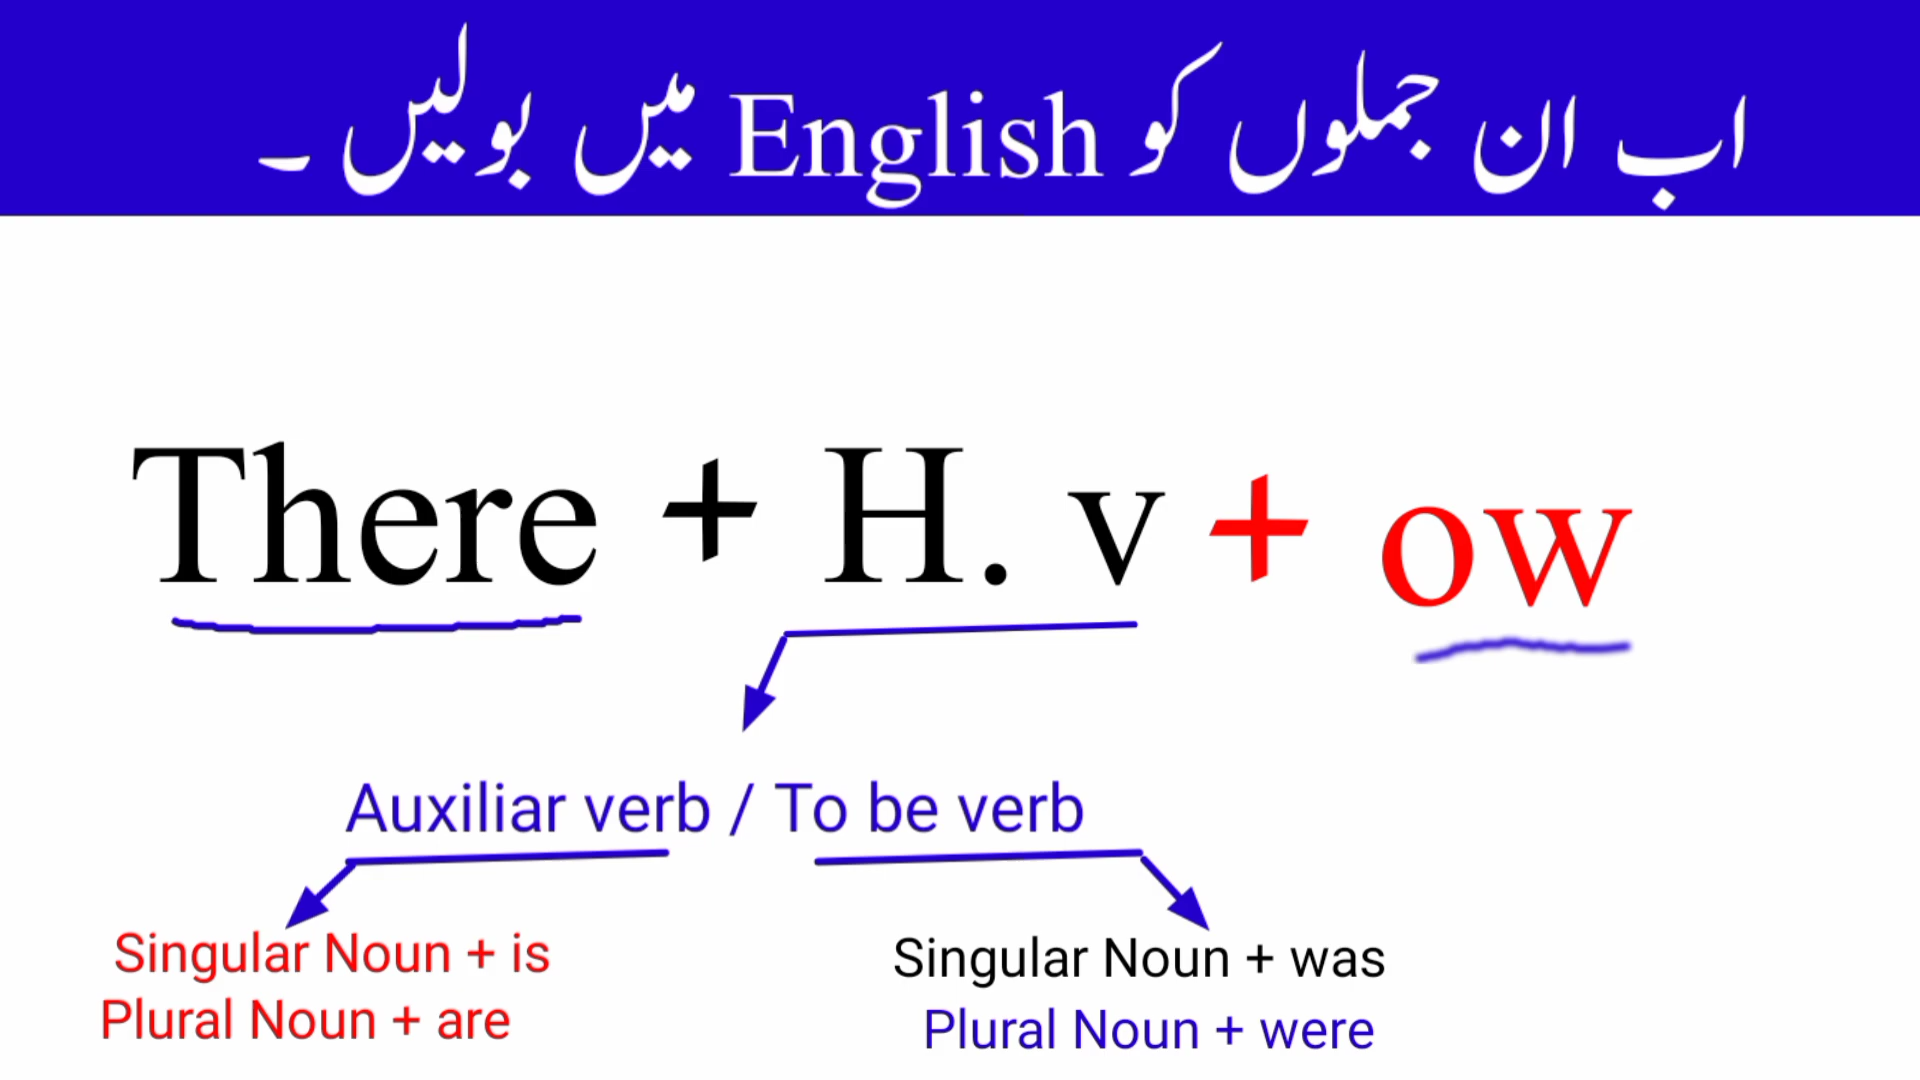 اب ان جملوں کو English میں بولیں ۔
There + H. v + ow
Auxiliar verb / To be verb
Singular Noun + is
Plural Noun + are
Singular Noun + was
Plural Noun + were